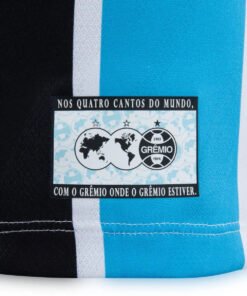 NOS QUATRO CANTOS DO MUNDO,
GRÊMIO
COM O GRÊMIO ONDE O GRÊMIO ESTIVER.